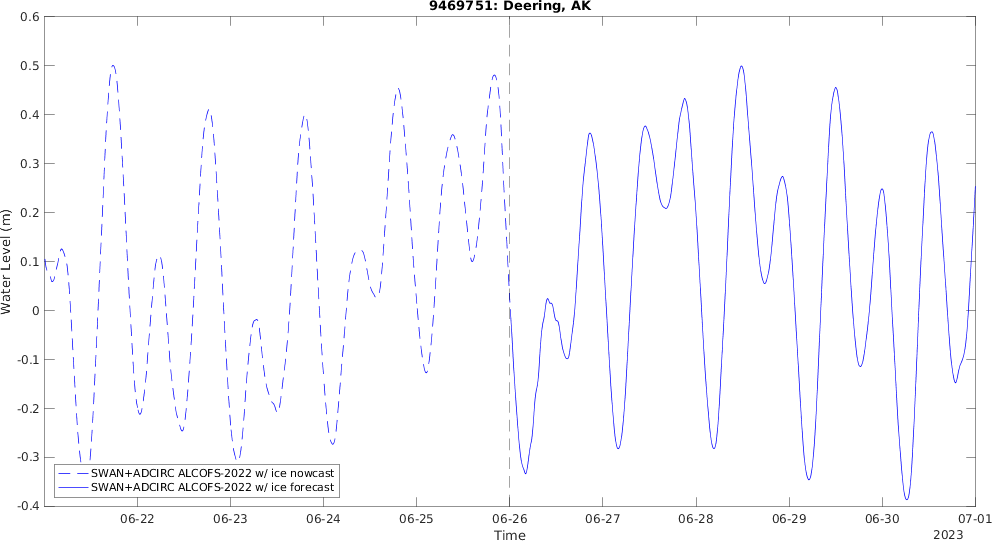 9469751: Deering, AK
0.6
0.5
0.4
0.3
0.2
0.1
0
-0.1
-0.2
-0.3
-0.4
Water Level (m)
SWAN+ADCIRC ALCOFS-2022 w/ ice nowcast
SWAN+ADCIRC ALCOFS-2022 w/ ice forecast
06-22 06-23 06-24 06-25 06-26 06-27 06-28 06-29 06-30 07-01
Time
2023